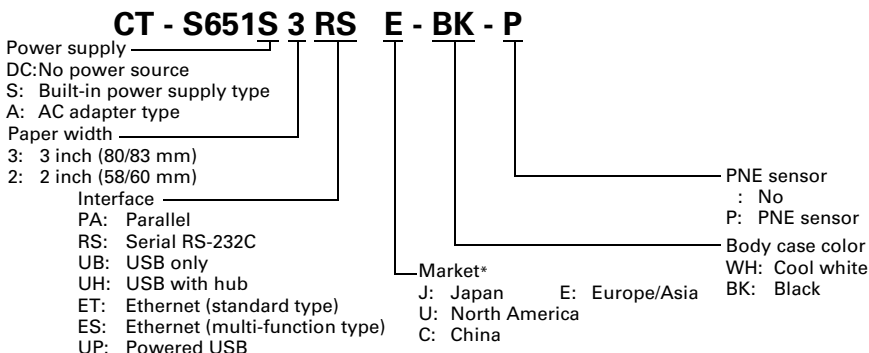 CT - S651S 3 RS E - BK - P
Power supply
DC:No power source
S: Built-in power supply type
A: AC adapter type
Paper width
3: 3 inch (80/83 mm)
2: 2 inch (58/60 mm)
Interface
PA: Parallel
RS: Serial RS-232C
UB: USB only
UH: USB with hub
ET: Ethernet (standard type)
ES: Ethernet (multi-function type)
UP: Powered USB
Market*
J: Japan E: Europe/Asia
U: North America
C: China
PNE sensor
: No
P: PNE sensor
Body case color
WH: Cool white
BK: Black